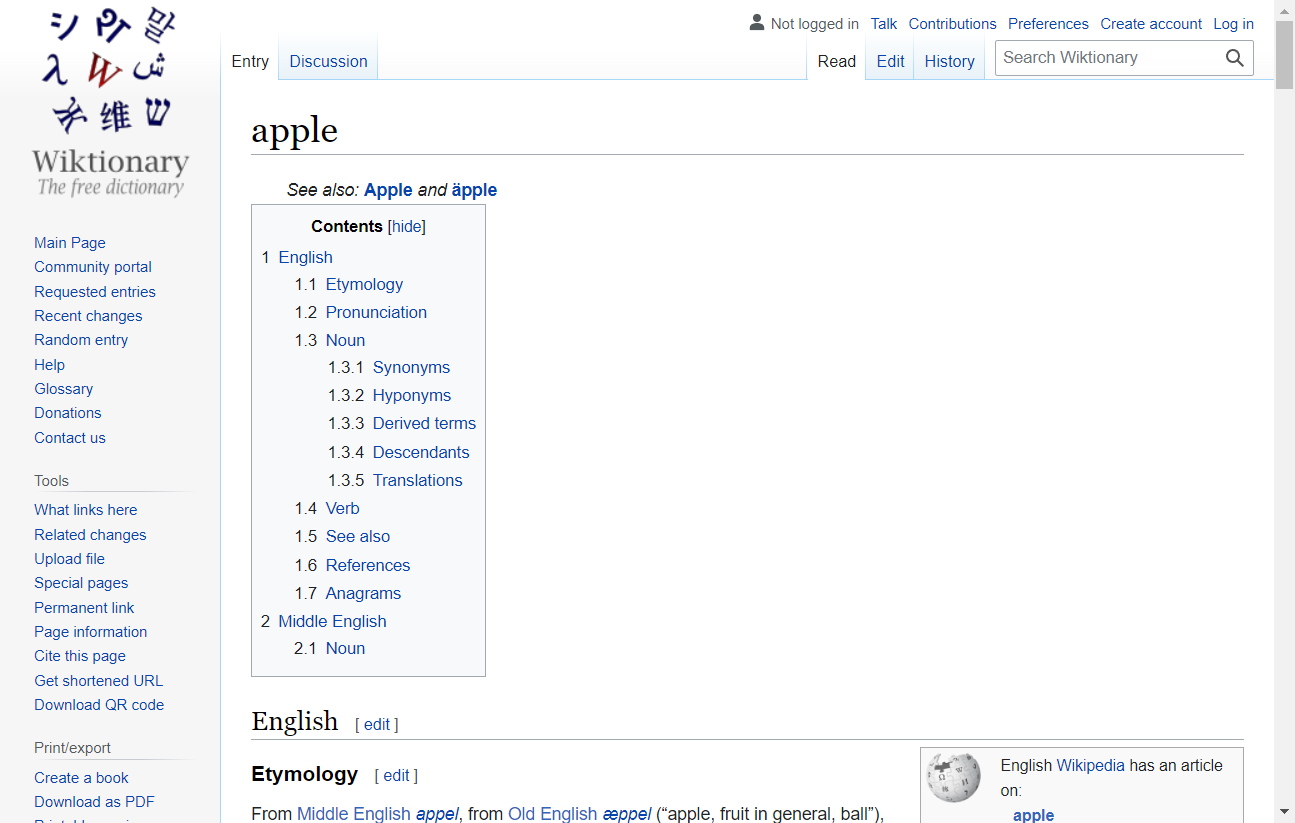 Not logged in Talk Contributions Preferences Create account Log in
Entry Discussion Read Edit History Search Wiktionary
シ 말
λ W ش
维 ש
Wiktionary
The free dictionary
Main Page
Community portal
Requested entries
Recent changes
Random entry
Help
Glossary
Donations
Contact us
Tools
What links here
Related changes
Upload file
Special pages
Permanent link
Page information
Cite this page
Get shortened URL
Download QR code
Print/export
Create a book
Download as PDF
apple
See also: Apple and äpple
Contents [hide]
1 English
1.1 Etymology
1.2 Pronunciation
1.3 Noun
1.3.1 Synonyms
1.3.2 Hyponyms
1.3.3 Derived terms
1.3.4 Descendants
1.3.5 Translations
1.4 Verb
1.5 See also
1.6 References
1.7 Anagrams
2 Middle English
2.1 Noun
English [ edit ]
Etymology [ edit ]
From Middle English appel, from Old English æppel (“apple, fruit in general, ball”),
English Wikipedia has an article
on:
apple